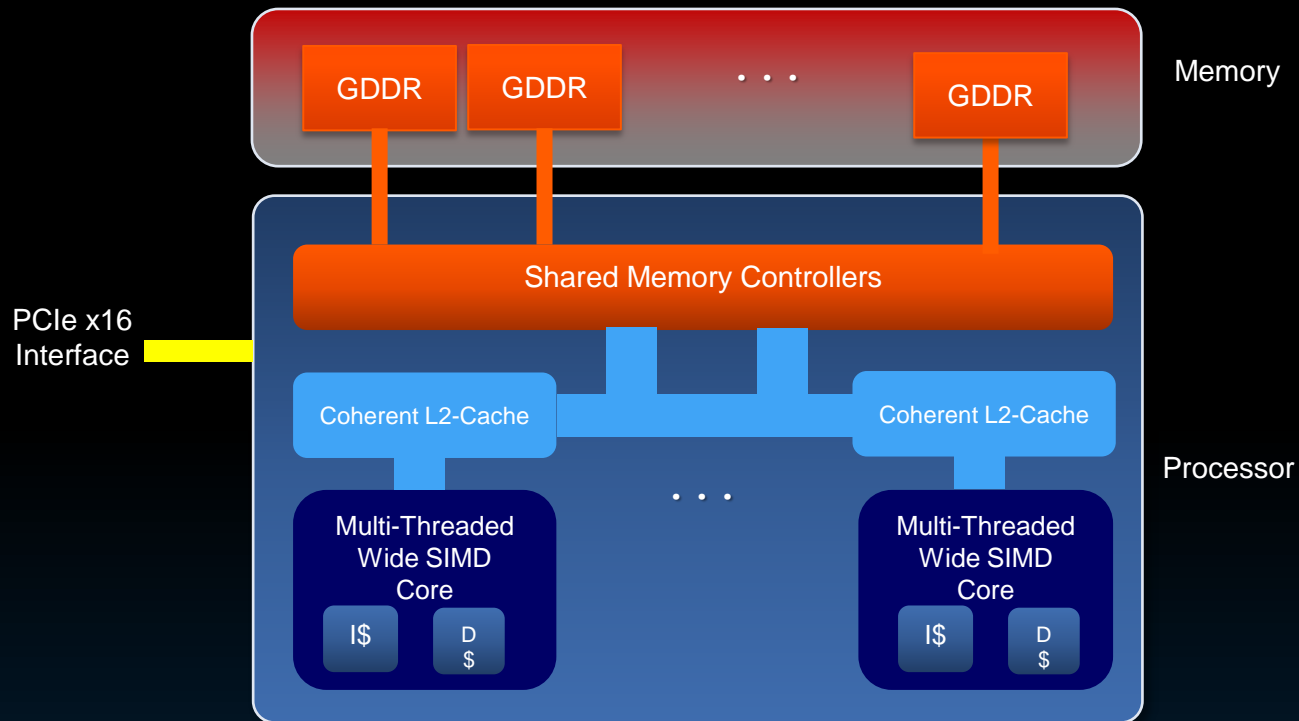 GDDR
GDDR
. . .
GDDR
Memory
Shared Memory Controllers
PCIe x16
Interface
Coherent L2-Cache
Coherent L2-Cache
Processor
. . .
Multi-Threaded
Wide SIMD
Core
I$
D
$
Multi-Threaded
Wide SIMD
Core
I$
D
$